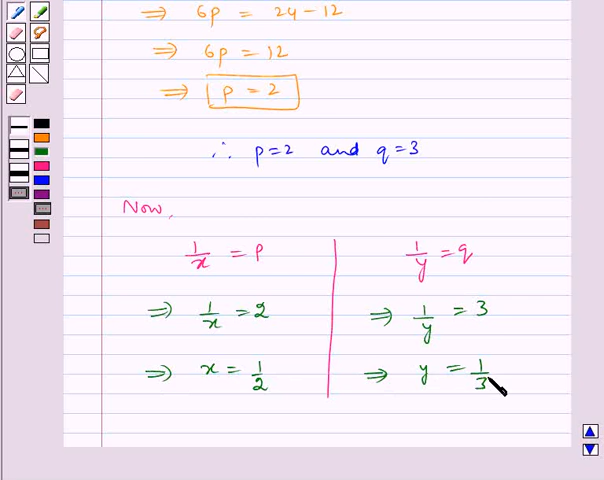 ⇒ 6p = 24 - 12
⇒ 6p = 12
⇒ p = 2
∴ p=2 and q=3
Now,
1/x = p
1/y = q
⇒ 1/x = 2
⇒ 1/y = 3
⇒ x = 1/2
⇒ y = 1/3